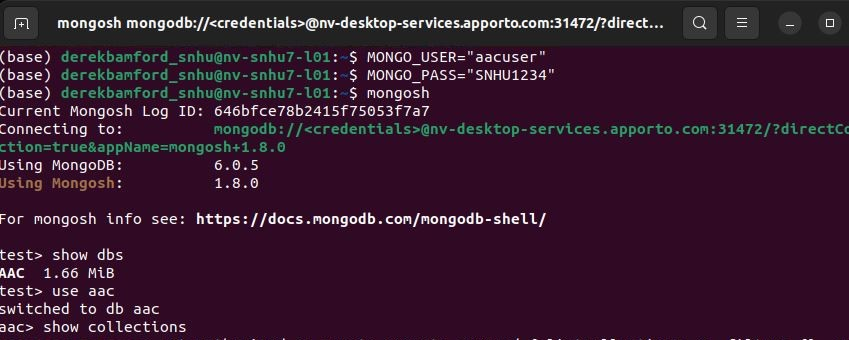 mongosh mongodb://<credentials>@nv-desktop-services.apporto.com:31472/?direct...
(base) derekbamford_snhu@nv-snhu7-l01:~$ MONGO_USER="aacuser"
(base) derekbamford_snhu@nv-snhu7-l01:~$ MONGO_PASS="SNHU1234"
(base) derekbamford_snhu@nv-snhu7-l01:~$ mongosh
Current Mongosh Log ID: 646bfce78b2415f75053f7a7
Connecting to: mongodb://<credentials>@nv-desktop-services.apporto.com:31472/?directCo
ction=true&appName=mongosh+1.8.0
Using MongoDB: 6.0.5
Using Mongosh: 1.8.0
For mongosh info see: https://docs.mongodb.com/mongodb-shell/
test> show dbs
AAC 1.66 MiB
test> use aac
switched to db aac
aac> show collections